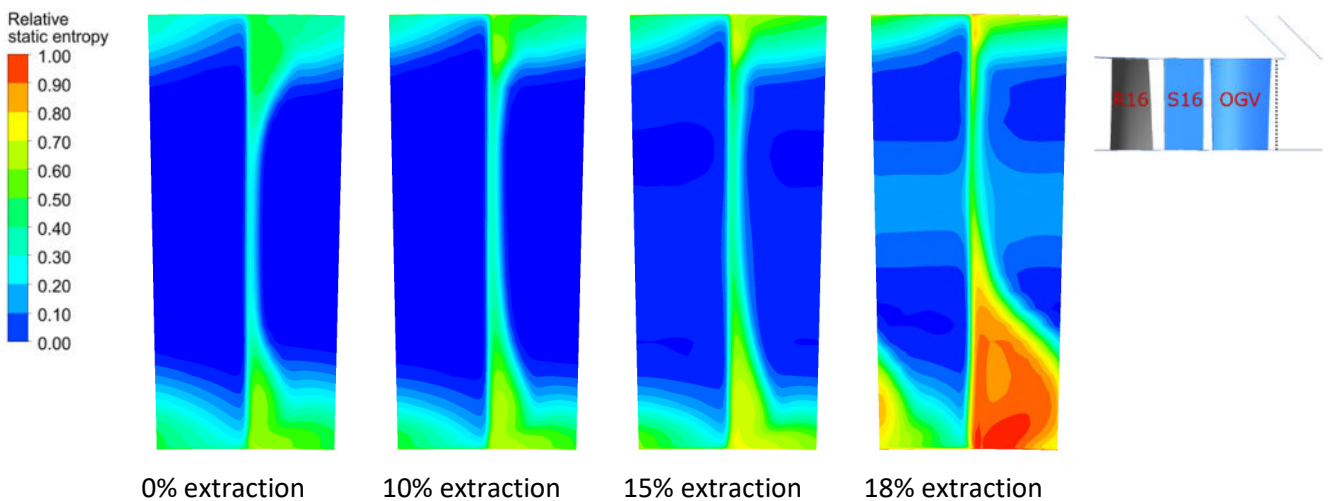 Relative
static entropy
1.00
0.90
0.80
0.70
0.60
0.50
0.40
0.30
0.20
0.10
0.00
R16 S16 OGV
0% extraction
10% extraction
15% extraction
18% extraction